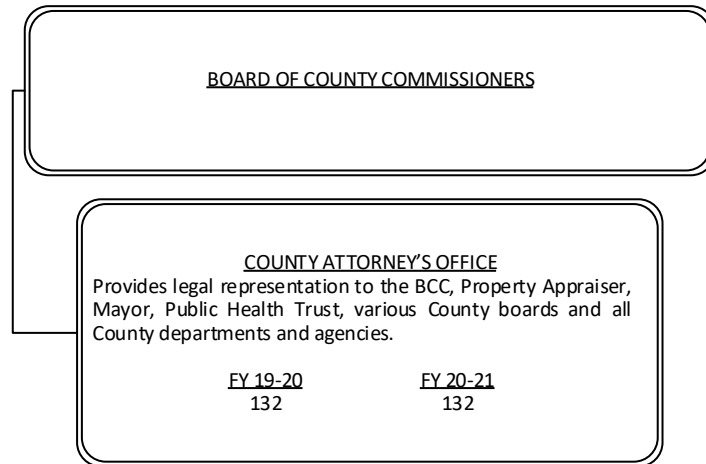 BOARD OF COUNTY COMMISSIONERS
COUNTY ATTORNEY'S OFFICE
Provides legal representation to the BCC, Property Appraiser,
Mayor, Public Health Trust, various County boards and all
County departments and agencies.
FY 19-20 FY 20-21
132 132